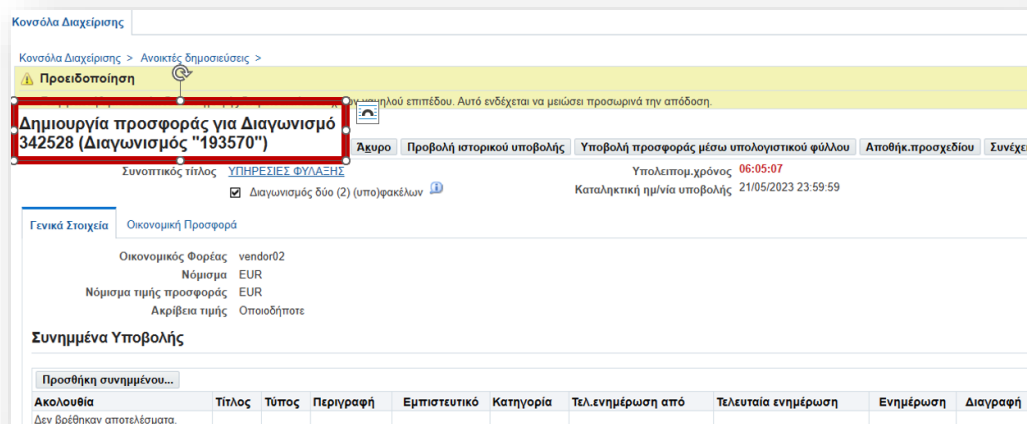 Κονσόλα Διαχείρισης
Κονσόλα Διαχείρισης > Ανοικτές δημοσιεύσεις >
Προειδοποίηση
επιπέδου. Αυτό ενδέχεται να μειώσει προσωρινά την απόδοση.
Δημιουργία προσφοράς για Διαγωνισμό
342528 (Διαγωνισμός "193570")
Άκυρο Προβολή ιστορικού υποβολής Υποβολή προσφοράς μέσω υπολογιστικού φύλλου Αποθήκ.προσχεδίου Συνέχει
Συνοπτικός τίτλος ΥΠΗΡΕΣΙΕΣ ΦΥΛΑΞΗΣ Υπολειπομ.χρόνος 06:05:07
Διαγωνισμός δύο (2) (υπο)φακέλων Καταληκτική ημ/νία υποβολής 21/05/2023 23:59:59
Γενικά Στοιχεία Οικονομική Προσφορά
Οικονομικός Φορέας vendor02
Νόμισμα EUR
Νόμισμα τιμής προσφοράς EUR
Ακρίβεια τιμής Οποιοδήποτε
Συνημμένα Υποβολής
Προσθήκη συνημμένου...
Ακολουθία Τίτλος Τύπος Περιγραφή Εμπιστευτικό Κατηγορία Τελ.ενημέρωση από Τελευταία ενημέρωση Ενημέρωση Διαγραφή
Δεν βρέθηκαν αποτελέσματα.